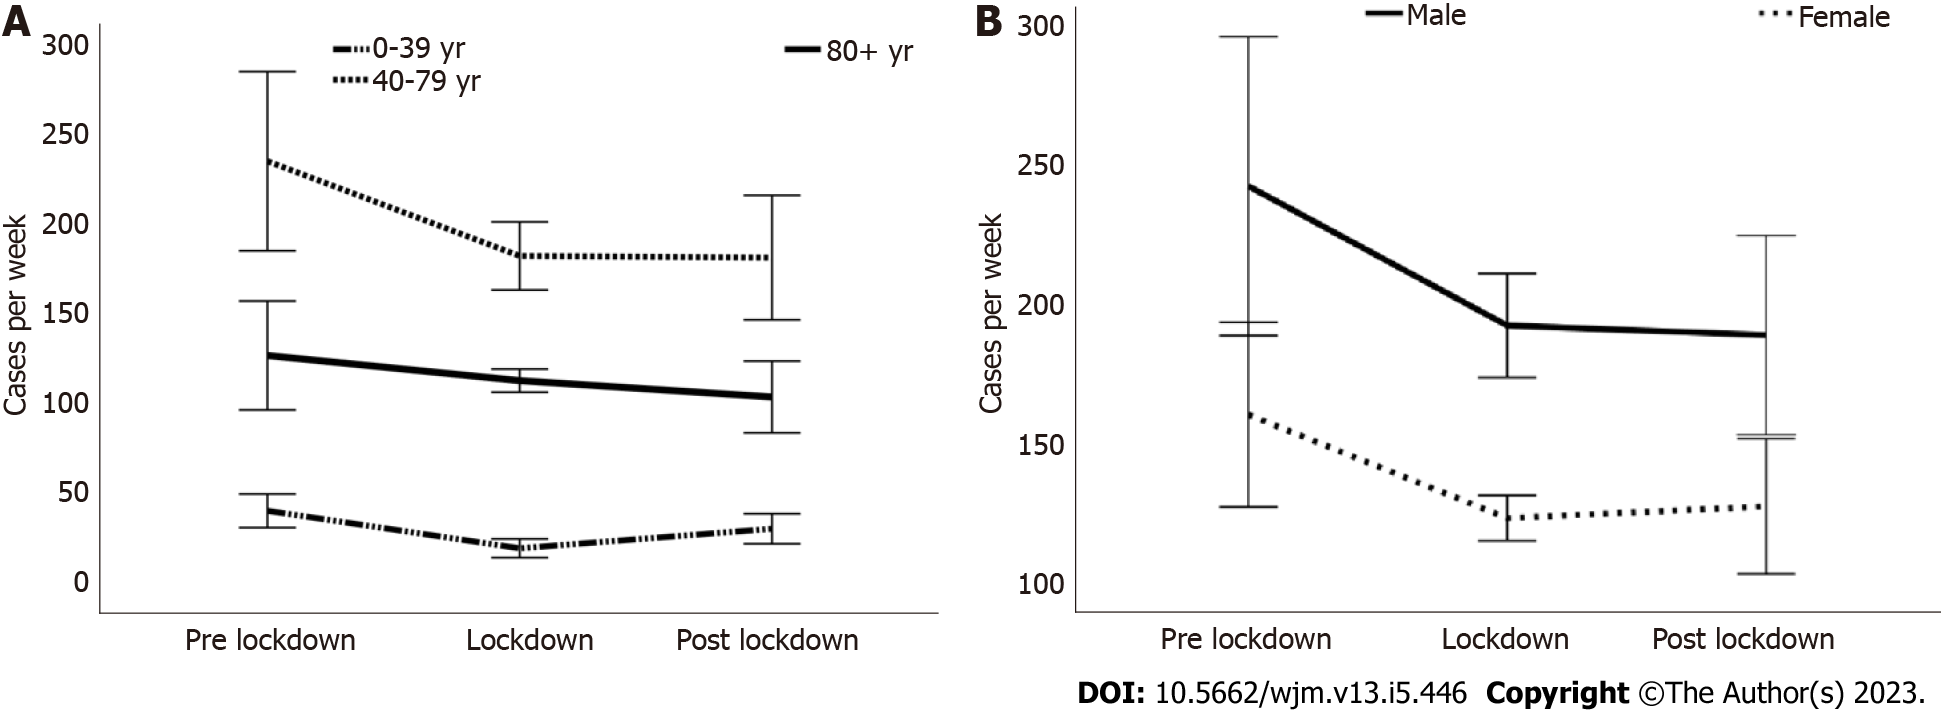 A
300
250
200
150
100
50
0
Cases per week
0-39 yr
40-79 yr
80+ yr
Pre lockdown
Lockdown
Post lockdown
B
300
250
200
150
100
Cases per week
Male
Female
Pre lockdown
Lockdown
Post lockdown
DOI: 10.5662/wjm.v13.i5.446 Copyright ©The Author(s) 2023.